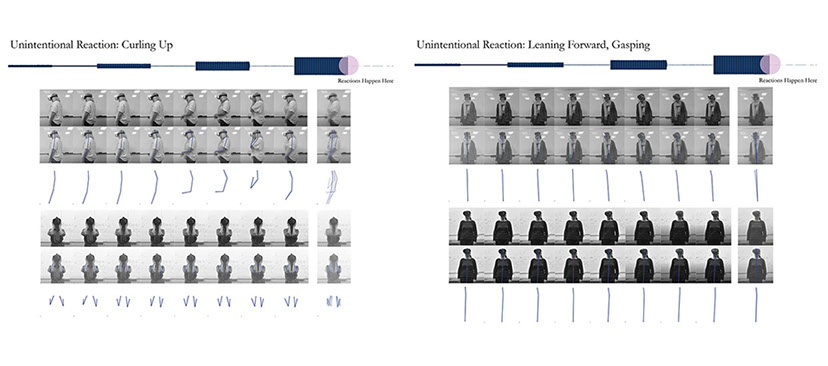 Unintentional Reaction: Curling Up
Reactions Happen Here
Unintentional Reaction: Leaning Forward, Gasping
Reactions Happen Here